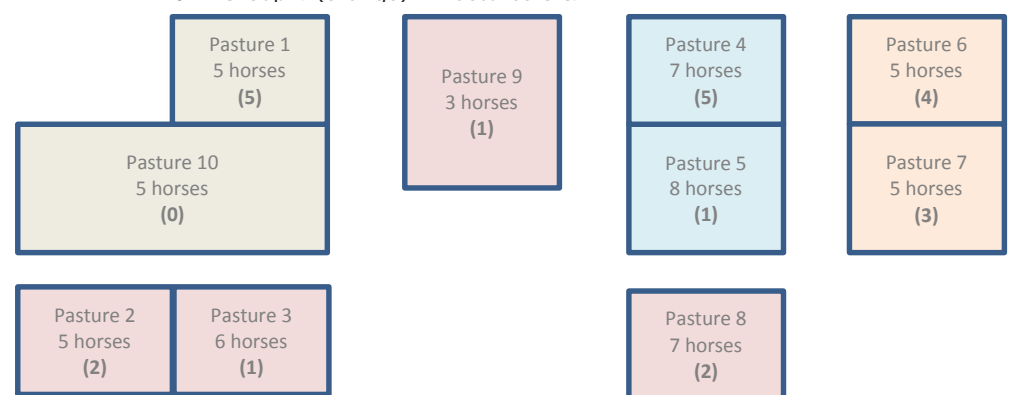 Pasture 1
5 horses
(5)
Pasture 9
3 horses
(1)
Pasture 4
7 horses
(5)
Pasture 6
5 horses
(4)
Pasture 10
5 horses
(0)
Pasture 5
8 horses
(1)
Pasture 7
5 horses
(3)
Pasture 2
5 horses
(2)
Pasture 3
6 horses
(1)
Pasture 8
7 horses
(2)